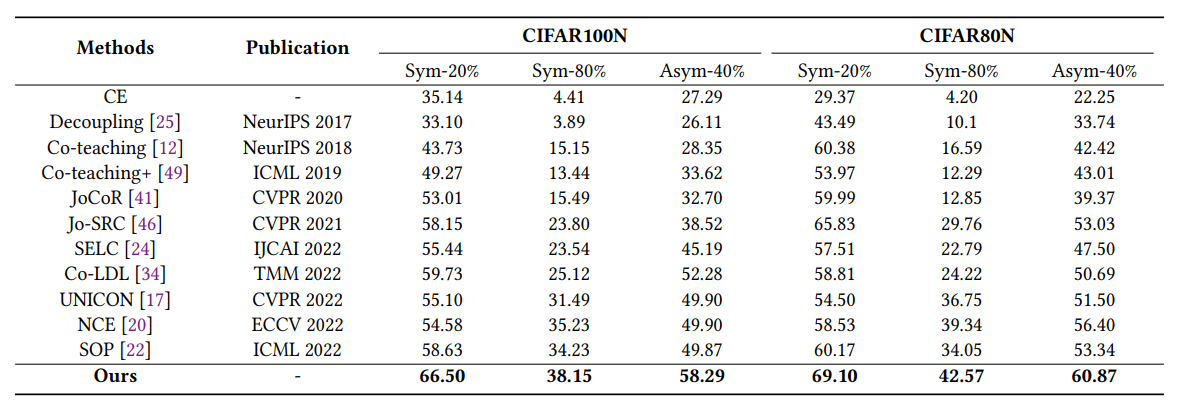 Methods Publication CIFAR100N CIFAR80N
Sym-20% Sym-80% Asym-40% Sym-20% Sym-80% Asym-40%
CE - 35.14 4.41 27.29 29.37 4.20 22.25
Decoupling [25] NeurIPS 2017 33.10 3.89 26.11 43.49 10.1 33.74
Co-teaching [12] NeurIPS 2018 43.73 15.15 28.35 60.38 16.59 42.42
Co-teaching+ [49] ICML 2019 49.27 13.44 33.62 53.97 12.29 43.01
JoCoR [41] CVPR 2020 53.01 15.49 32.70 59.99 12.85 39.37
Jo-SRC [46] CVPR 2021 58.15 23.80 38.52 65.83 29.76 53.03
SELC [24] IJCAI 2022 55.44 23.54 45.19 57.51 22.79 47.50
Co-LDL [34] TMM 2022 59.73 25.12 52.28 58.81 24.22 50.69
UNICON [17] CVPR 2022 55.10 31.49 49.90 54.50 36.75 51.50
NCE [20] ECCV 2022 54.58 35.23 49.90 58.53 39.34 56.40
SOP [22] ICML 2022 58.63 34.23 49.87 60.17 34.05 53.34
Ours - 66.50 38.15 58.29 69.10 42.57 60.87